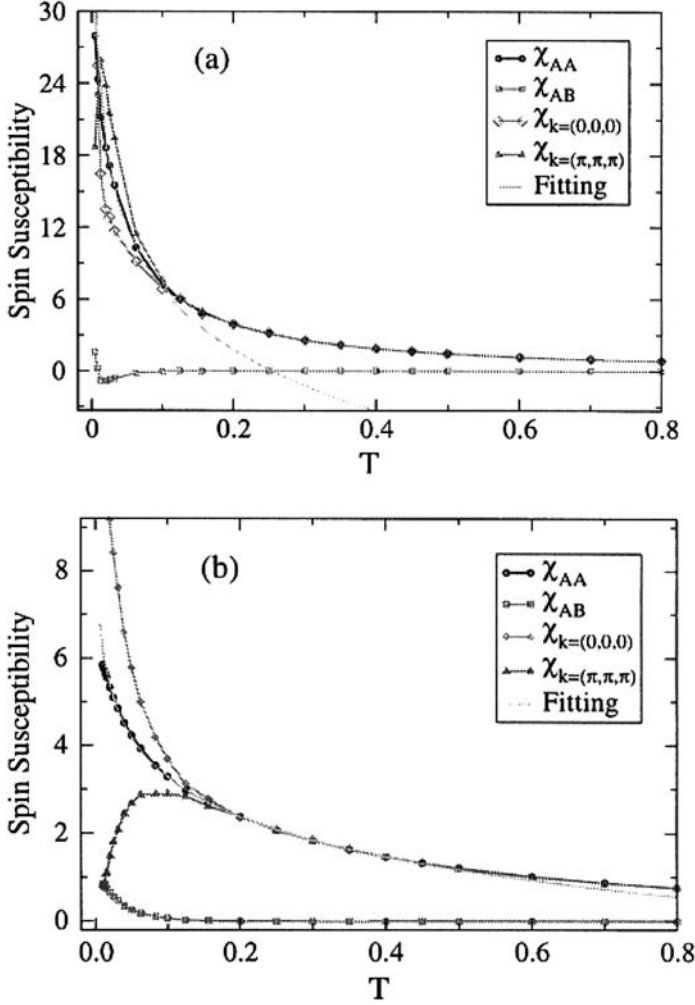 30
24
18
12
6
0
Spin Susceptibility
(a)
χAA
χAB
χk=(0,0,0)
χk=(π,π,π)
Fitting
0
0.2
0.4
0.6
0.8
T
8
6
4
2
0
Spin Susceptibility
(b)
χAA
χAB
χk=(0,0,0)
χk=(π,π,π)
Fitting
0.0
0.2
0.4
0.6
0.8
T